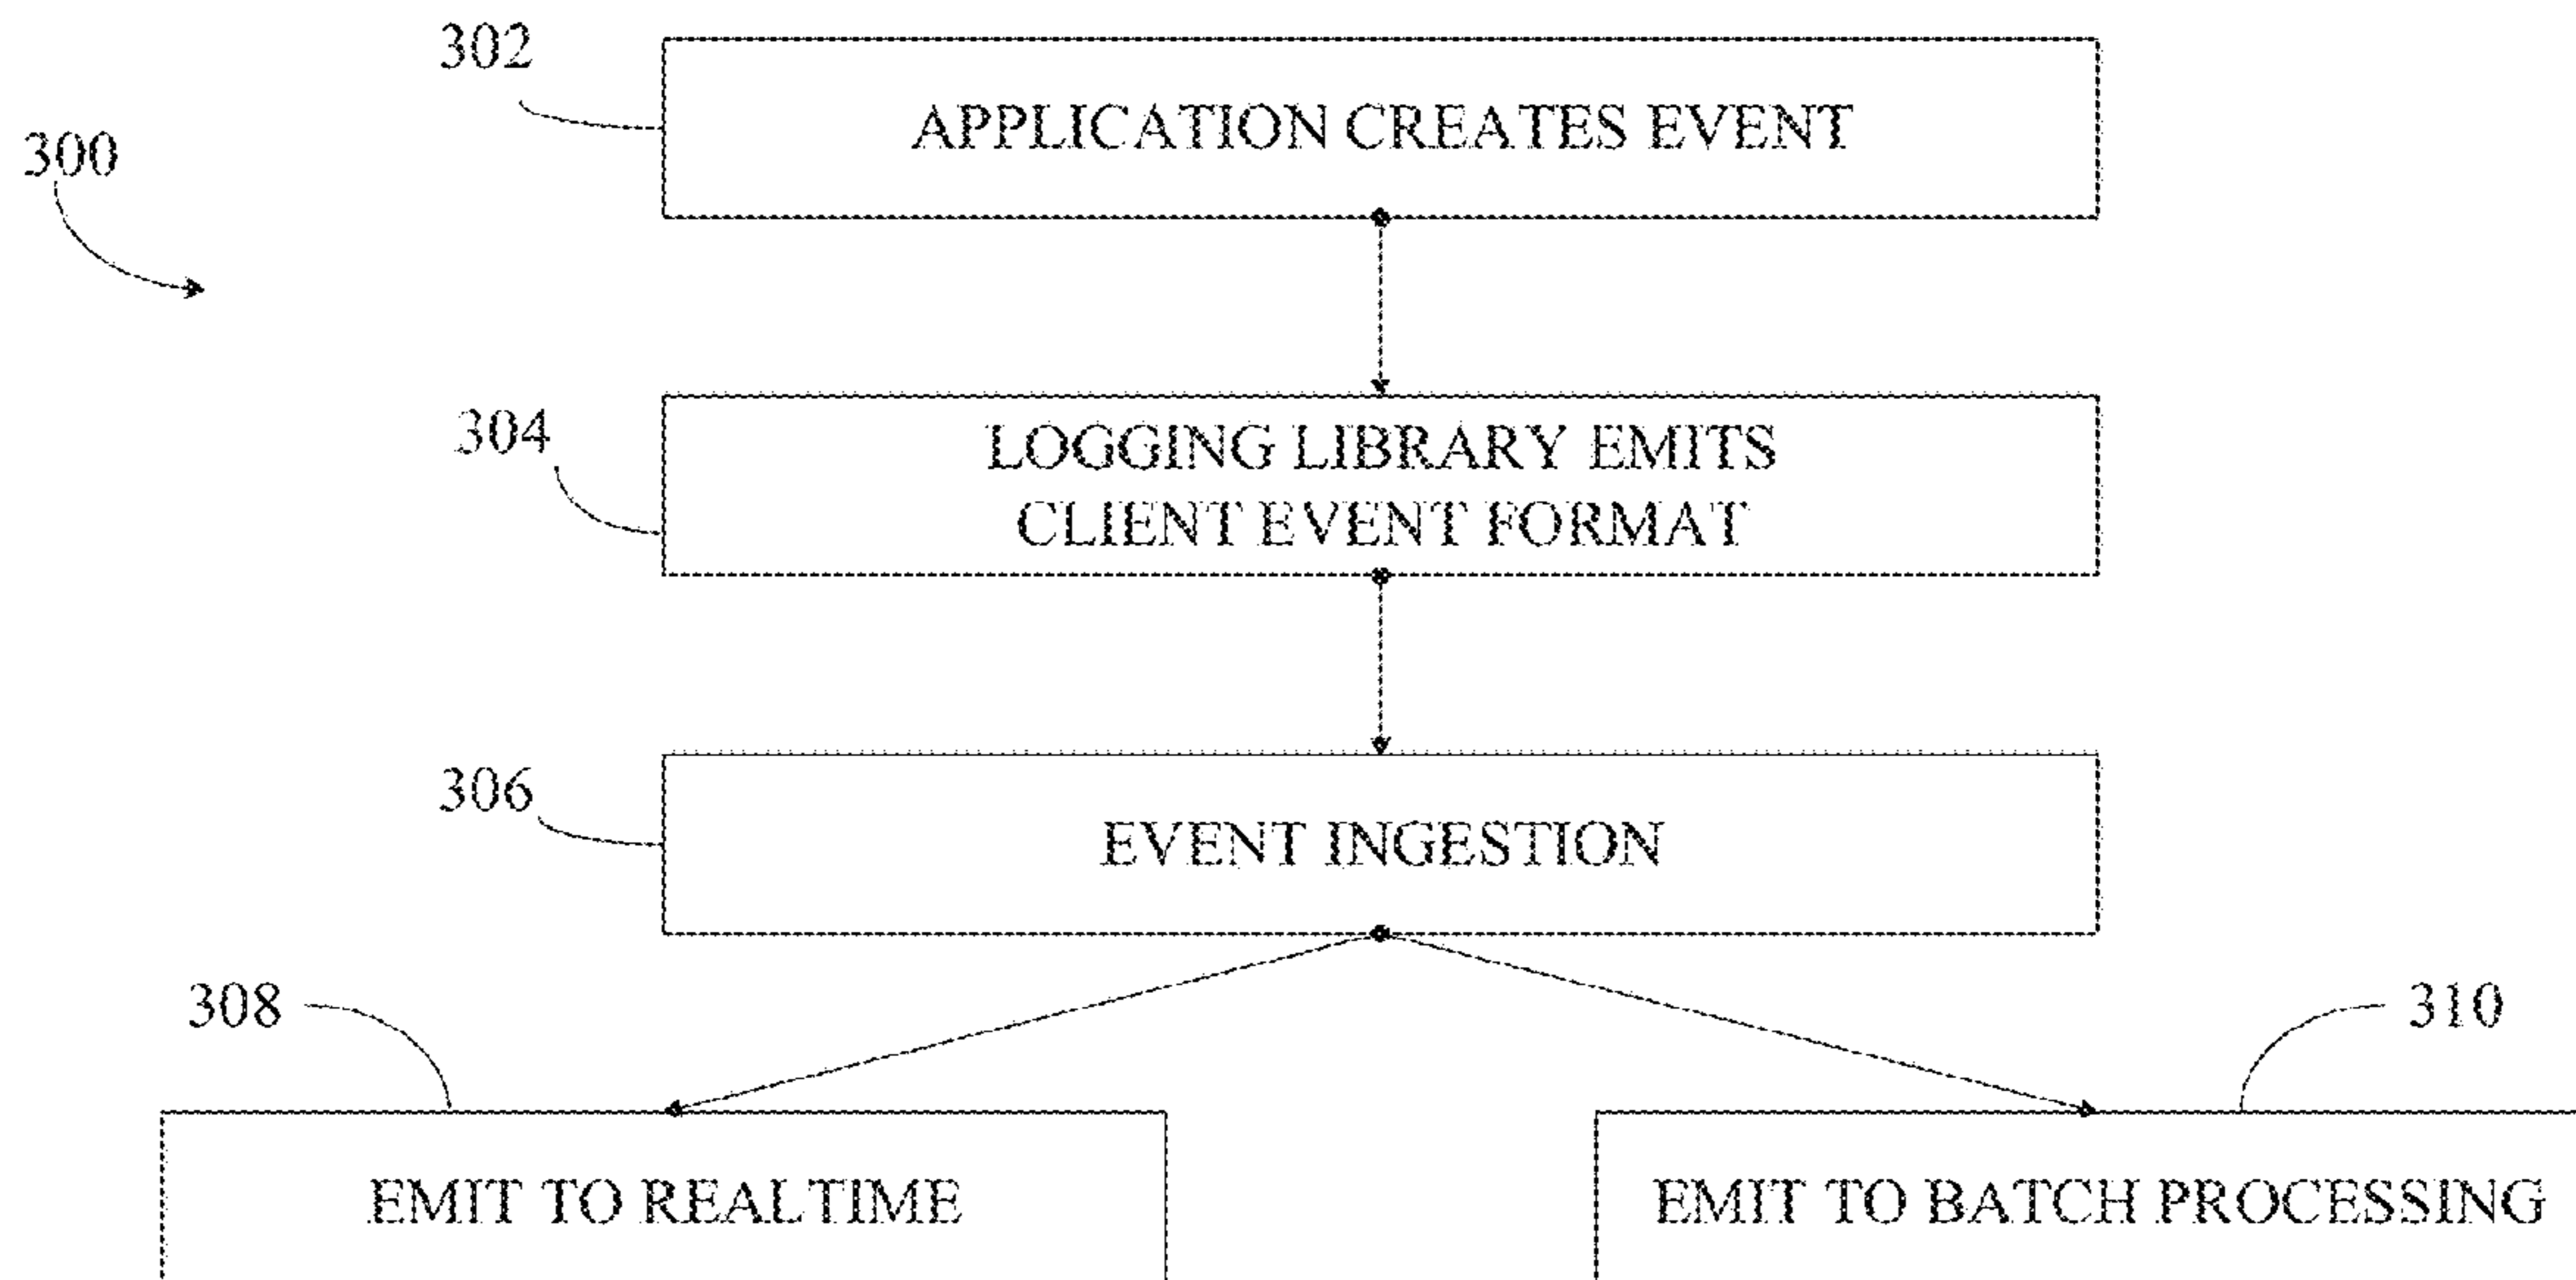 302
APPLICATION CREATES EVENT
300
304
LOGGING LIBRARY EMITS
CLIENT EVENT FORMAT
306
EVENT INGESTION
308
310
EMIT TO REALTIME
EMIT TO BATCH PROCESSING